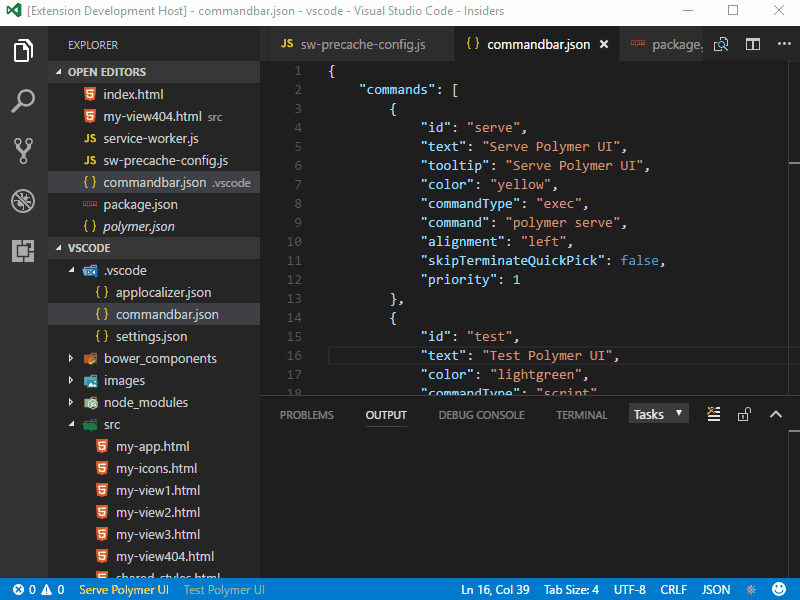 [Extension Development Host] - commandbar.json - vscode - Visual Studio Code - Insiders
EXPLORER
OPEN EDITORS
index.html
my-view404.html src
JS service-worker.js
JS sw-precache-config.js
{ } commandbar.json .vscode
package.json
{ } polymer.json
VSCODE
.vscode
{ } applocalizer.json
{ } commandbar.json
{ } settings.json
bower_components
images
node_modules
src
my-app.html
my-icons.html
my-view1.html
my-view2.html
my-view3.html
my-view404.html
shared-styles.html
JS sw-precache-config.js
{ } commandbar.json ×
package.
1 {
2 "commands": [
3 {
4 "id": "serve",
5 "text": "Serve Polymer UI",
6 "tooltip": "Serve Polymer UI",
7 "color": "yellow",
8 "commandType": "exec",
9 "command": "polymer serve",
10 "alignment": "left",
11 "skipTerminateQuickPick": false,
12 "priority": 1
13 },
14 {
15 "id": "test",
16 "text": "Test Polymer UI",
17 "color": "lightgreen",
18 "commandType": "script"
PROBLEMS OUTPUT DEBUG CONSOLE TERMINAL Tasks
0 0 Serve Polymer UI Test Polymer UI Ln 16, Col 39 Tab Size: 4 UTF-8 CRLF JSON